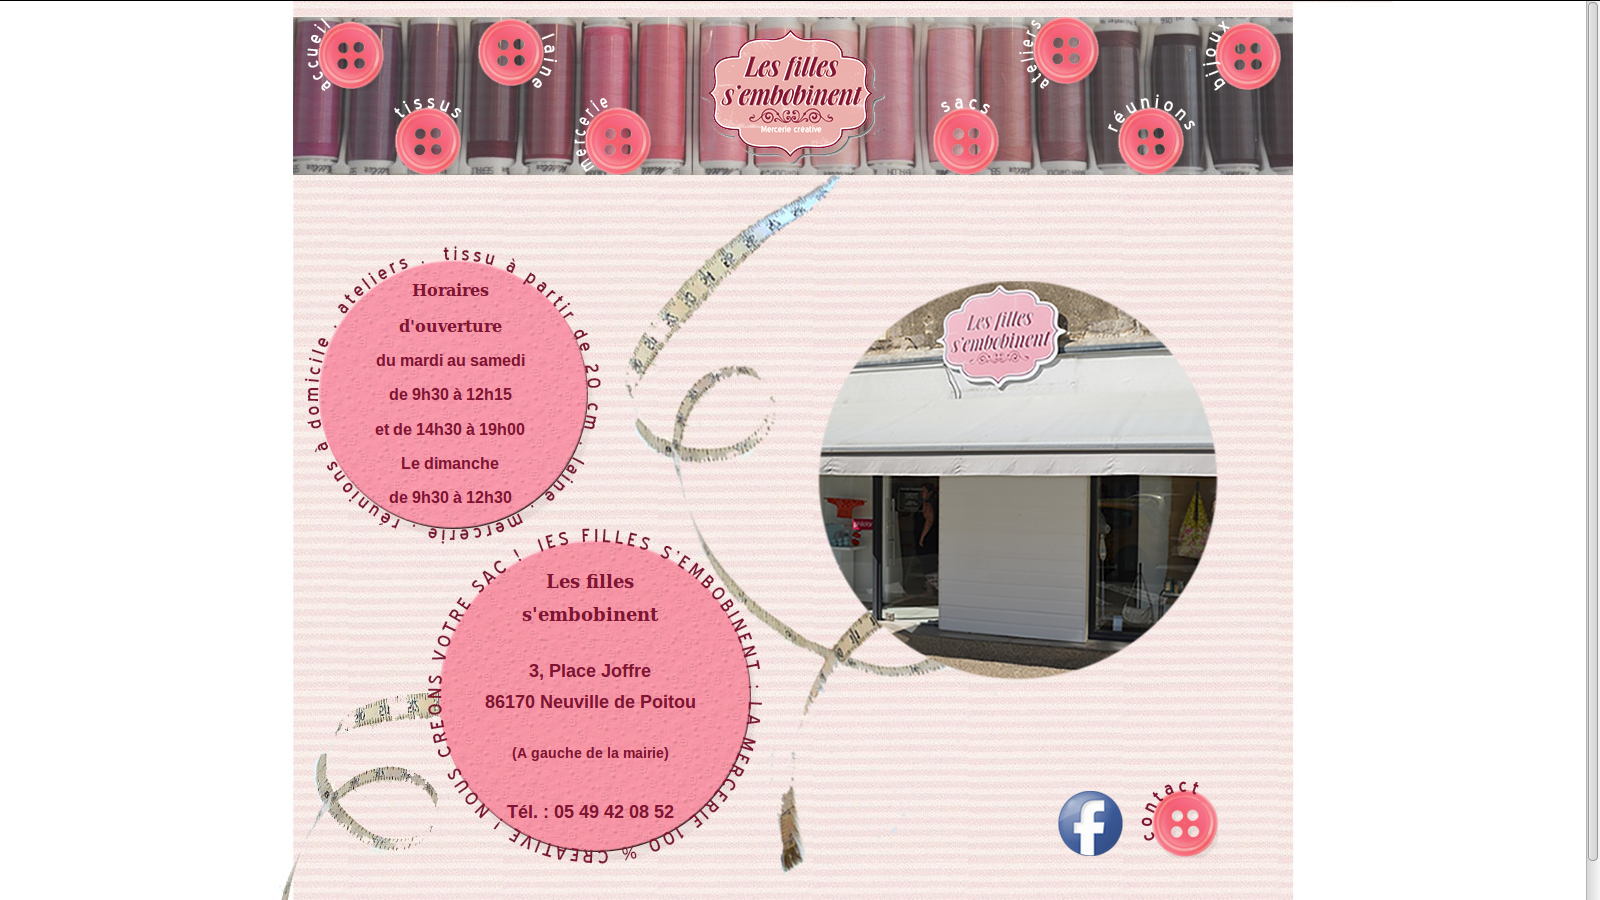 accueil
tissus
laine
mercerie
Les filles
s'embobinent
Mercerie créative
sacs
ateliers
réunions
bijoux
tissu à partir de 20 cm . laine . mercerie . réunions à domicile . ateliers .
Horaires
d'ouverture
du mardi au samedi
de 9h30 à 12h15
et de 14h30 à 19h00
Le dimanche
de 9h30 à 12h30
Les filles
s'embobinent
lES FILLES S'EMBOBINENT : LA MERCERIE 100 % CREATIVE ! NOUS CREONS VOTRE SAC !
Les filles
s'embobinent
3, Place Joffre
86170 Neuville de Poitou
(A gauche de la mairie)
Tél. : 05 49 42 08 52
f
contact